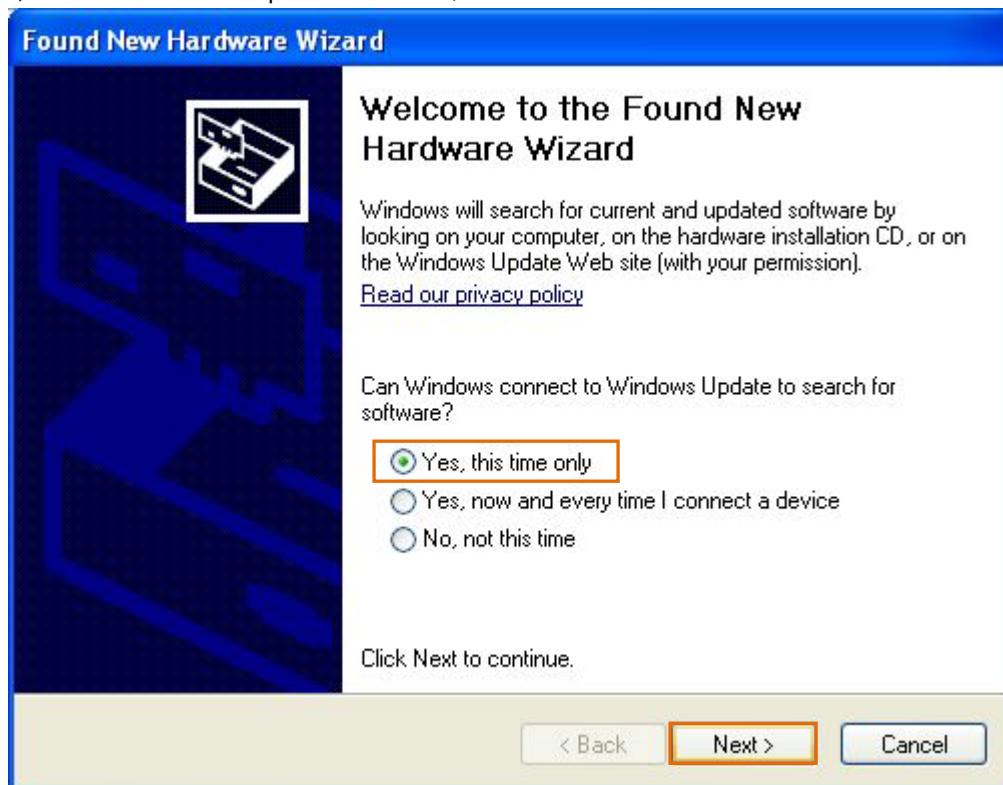 Found New Hardware Wizard
Welcome to the Found New
Hardware Wizard
Windows will search for current and updated software by
looking on your computer, on the hardware installation CD, or on
the Windows Update Web site (with your permission).
Read our privacy policy
Can Windows connect to Windows Update to search for
software?
Yes, this time only
Yes, now and every time I connect a device
No, not this time
Click Next to continue.
< Back
Next >
Cancel